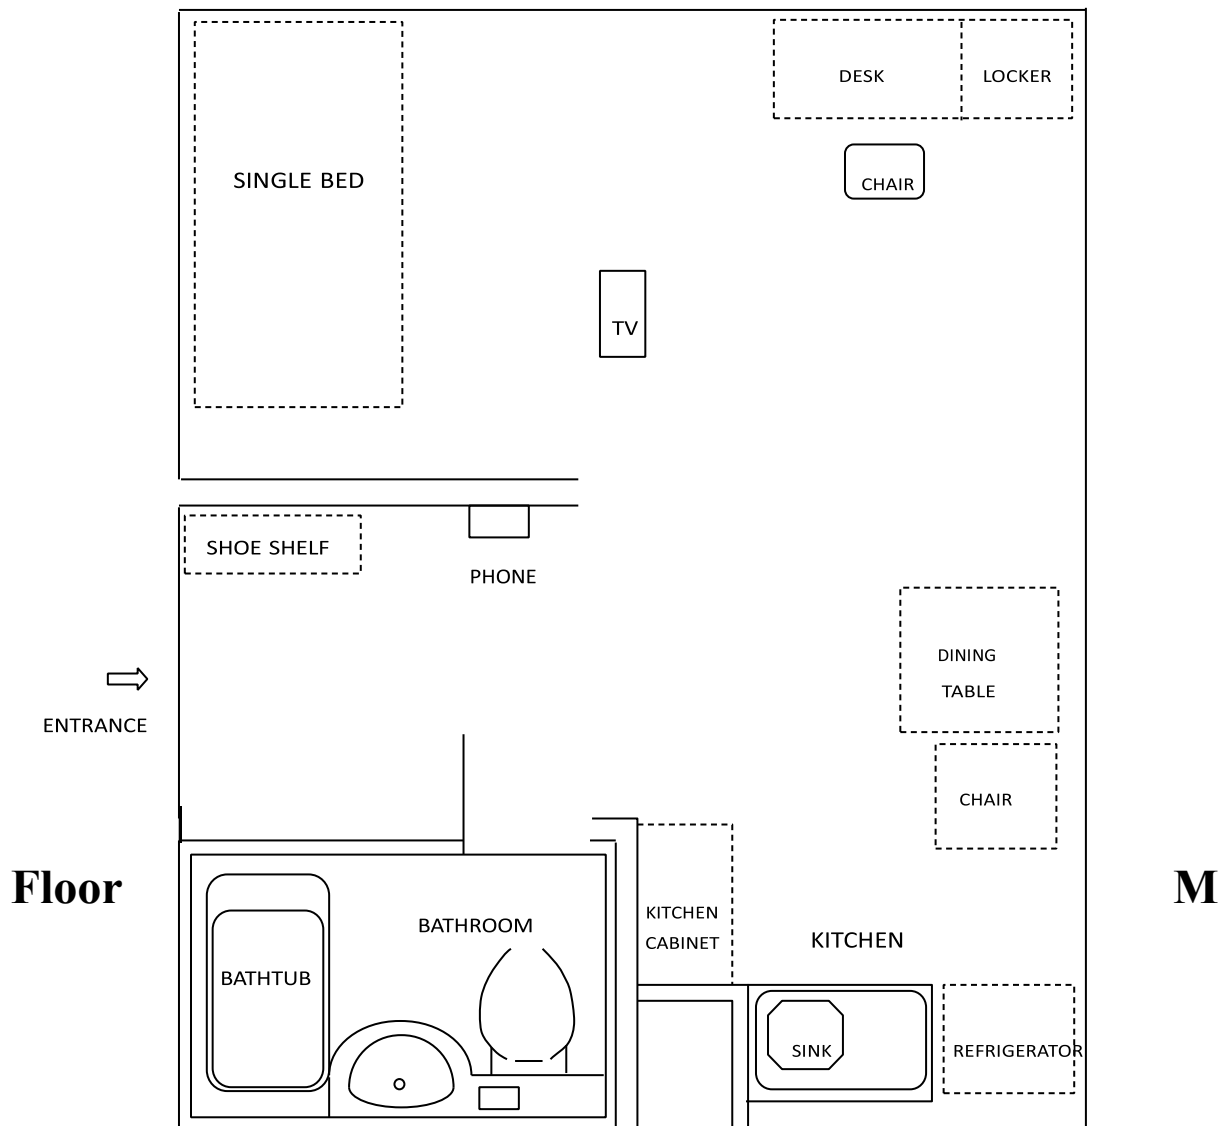 DESK
LOCKER
SINGLE BED
CHAIR
TV
SHOE SHELF
PHONE
DINING
TABLE
ENTRANCE
CHAIR
Floor
M
KITCHEN
CABINET
BATHROOM
KITCHEN
BATHTUB
SINK
REFRIGERATOR